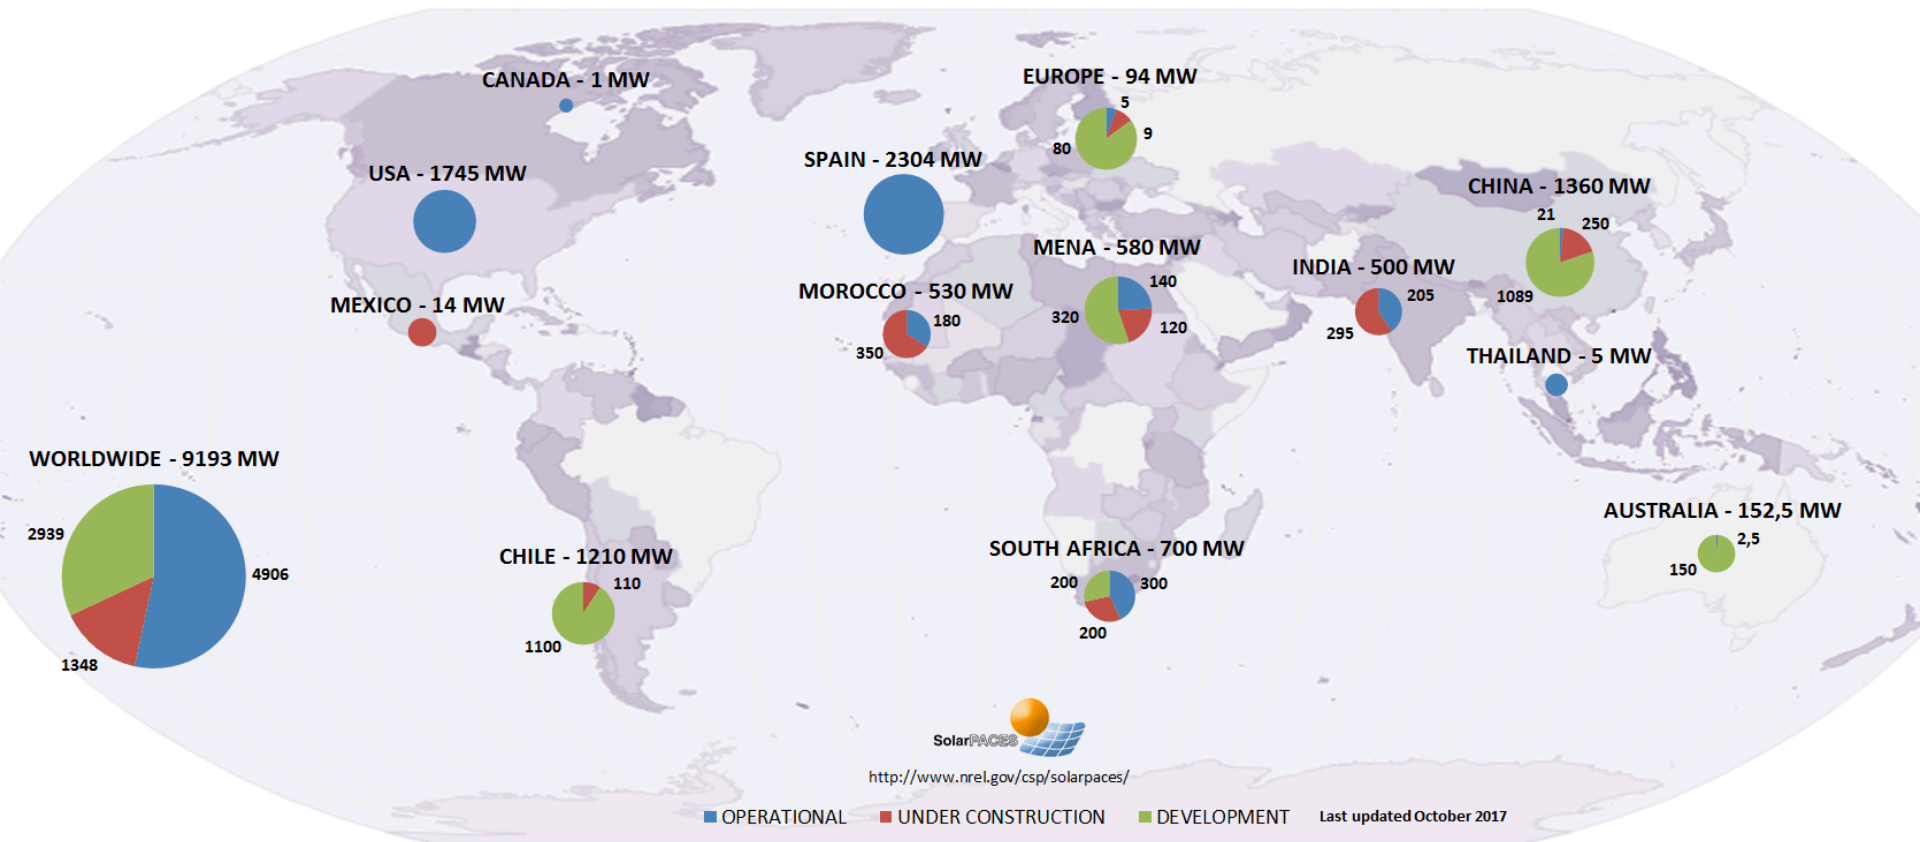 CANADA - 1 MW
EUROPE - 94 MW
5
9
80
USA - 1745 MW
SPAIN - 2304 MW
CHINA - 1360 MW
21
250
1089
MENA - 580 MW
140
320
120
INDIA - 500 MW
205
295
MEXICO - 14 MW
MOROCCO - 530 MW
180
350
THAILAND - 5 MW
WORLDWIDE - 9193 MW
2939
4906
1348
AUSTRALIA - 152,5 MW
2,5
150
CHILE - 1210 MW
110
1100
SOUTH AFRICA - 700 MW
200
300
200
SolarPACES
http://www.nrel.gov/csp/solarpaces/
OPERATIONAL UNDER CONSTRUCTION DEVELOPMENT Last updated October 2017